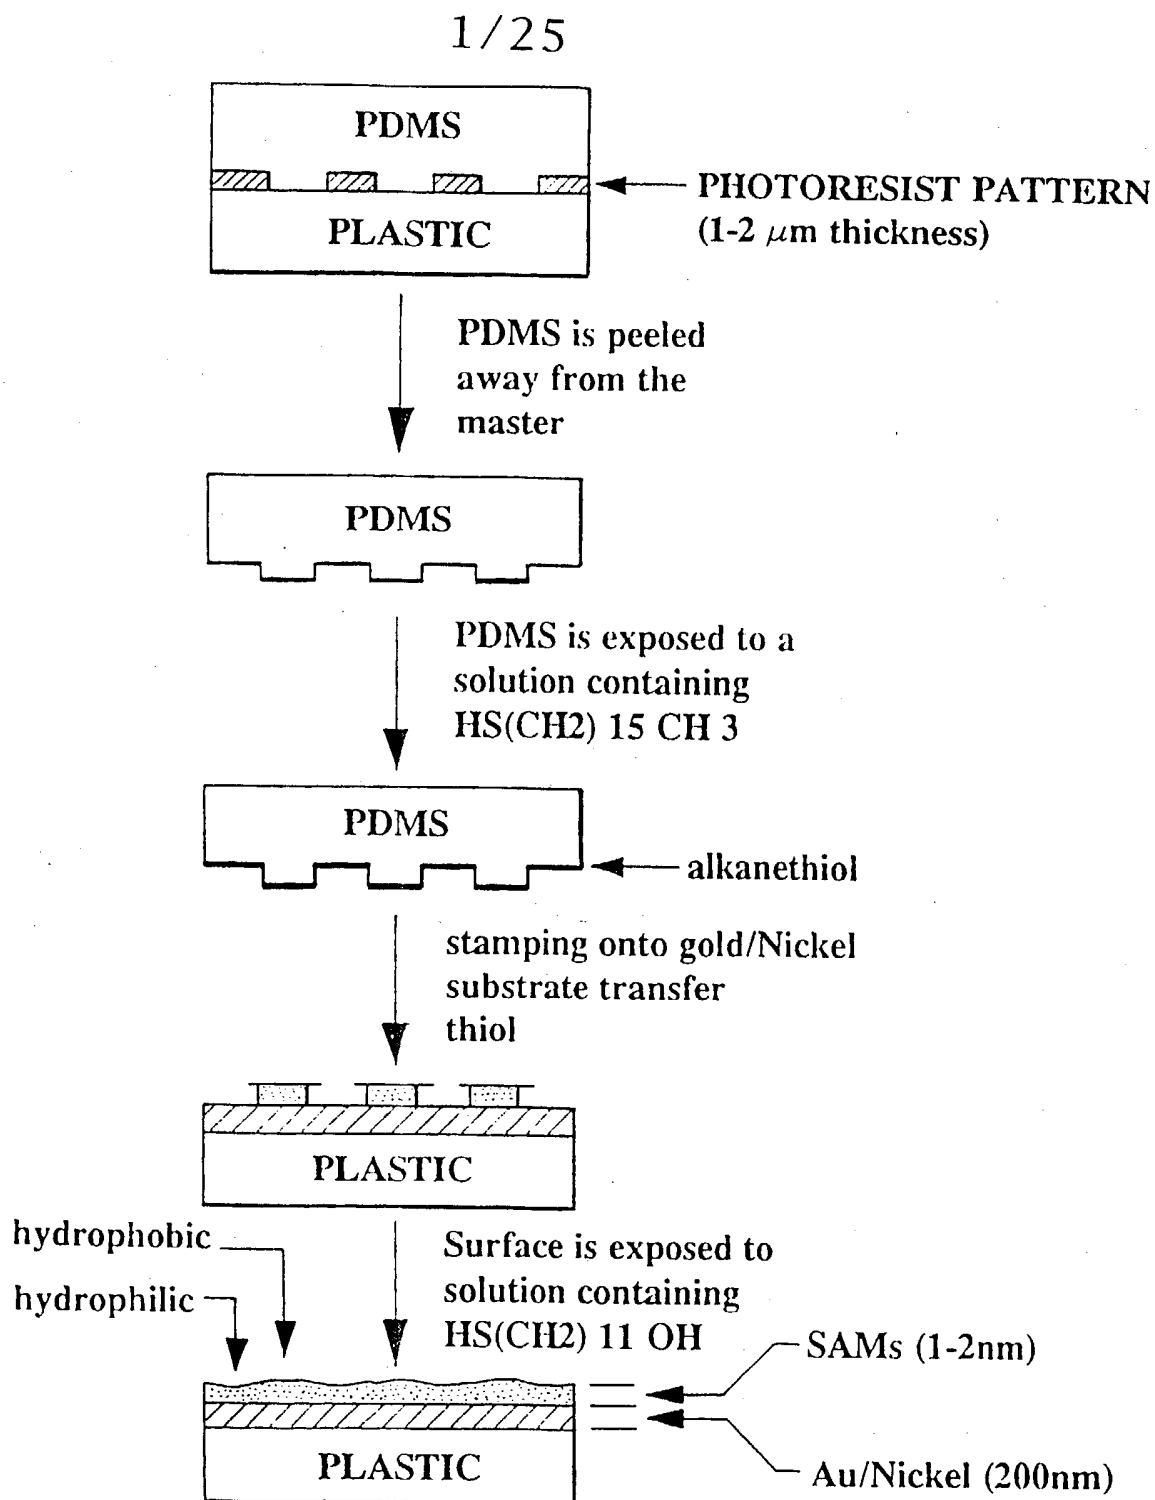 1/25
PDMS
PHOTORESIST PATTERN
(1-2 μm thickness)
PLASTIC
PDMS is peeled
away from the
master
PDMS
PDMS is exposed to a
solution containing
HS(CH2) 15 CH 3
PDMS
alkanethiol
stamping onto gold/Nickel
substrate transfer
thiol
PLASTIC
hydrophobic
hydrophilic
Surface is exposed to
solution containing
HS(CH2) 11 OH
SAMs (1-2nm)
PLASTIC
Au/Nickel (200nm)